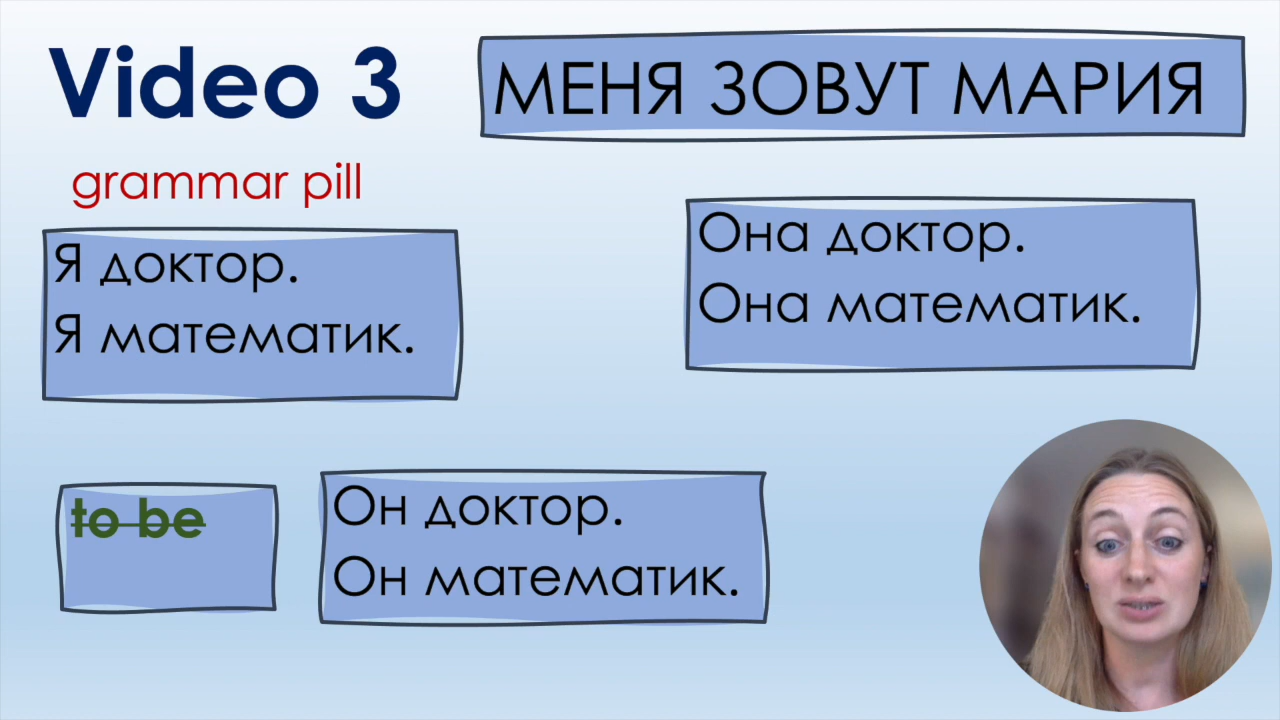 Video 3
МЕНЯ ЗОВУТ МАРИЯ
grammar pill
Я доктор.
Я математик.
Она доктор.
Она математик.
to be
Он доктор.
Он математик.